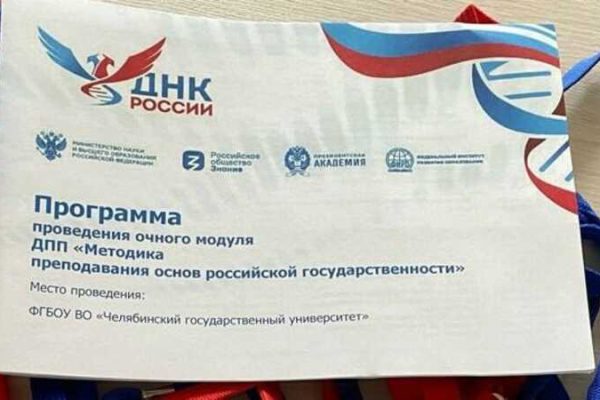 ДНК
РОССИИ
МИНИСТЕРСТВО НАУКИ
И ВЫСШЕГО ОБРАЗОВАНИЯ
РОССИЙСКОЙ ФЕДЕРАЦИИ
Российское
общество
Знание
ПРЕЗИДЕНТСКАЯ
АКАДЕМИЯ
ФЕДЕРАЛЬНЫЙ ИНСТИТУТ
РАЗВИТИЯ ОБРАЗОВАНИЯ
Программа
проведения очного модуля
ДПП «Методика
преподавания основ российской государственности»
Место проведения:
ФГБОУ ВО «Челябинский государственный университет»